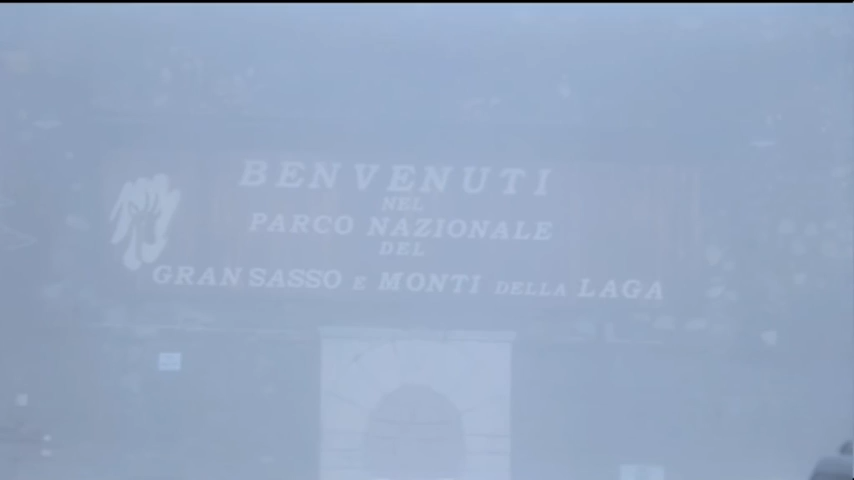 BENVENUTI
NEL
PARCO NAZIONALE
DEL
GRAN SASSO E MONTI DELLA LAGA